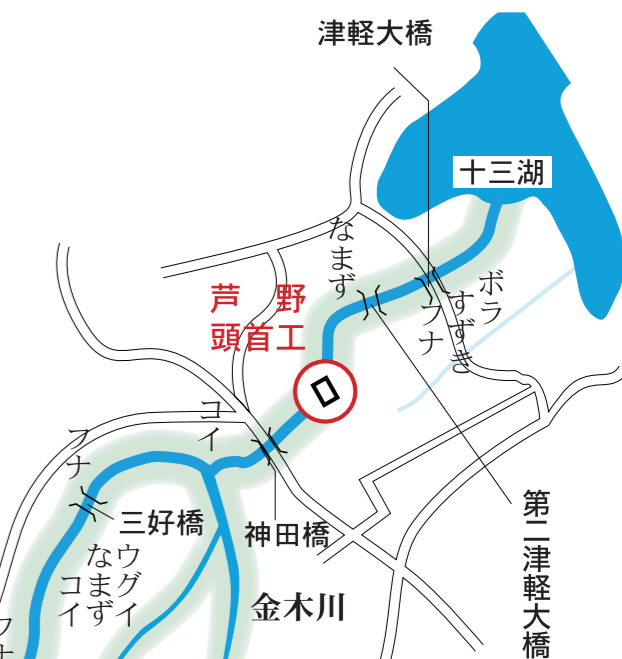 津軽大橋
十三湖
なまず
ボラ
すずき
フナ
芦 野
頭首工
コイ
フナ
三好橋
神田橋
第二津軽大橋
ウグイ
なまず
コイ
金木川
フナ